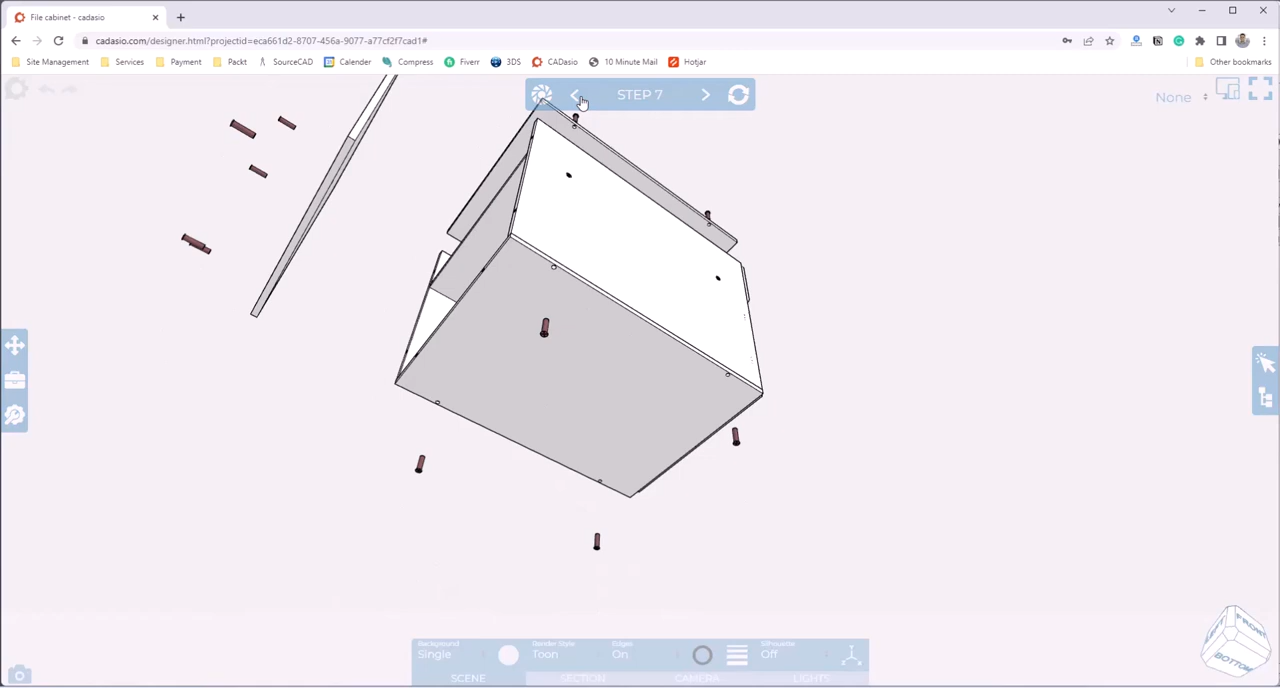 File cabinet - cadasio
cadasio.com/designer.html?projectid=eca661d2-8707-456a-9077-a77cf2f7cad1#
Site Management Services Payment Packt SourceCAD Calender Compress Fiverr 3DS CADasio 10 Minute Mail Hotjar Other bookmarks
STEP 7
None
Background Render Style Edges Silhouette
Single Toon On Off
SCENE SECTION CAMERA LIGHTS
LEFT FRONT
BOTTOM